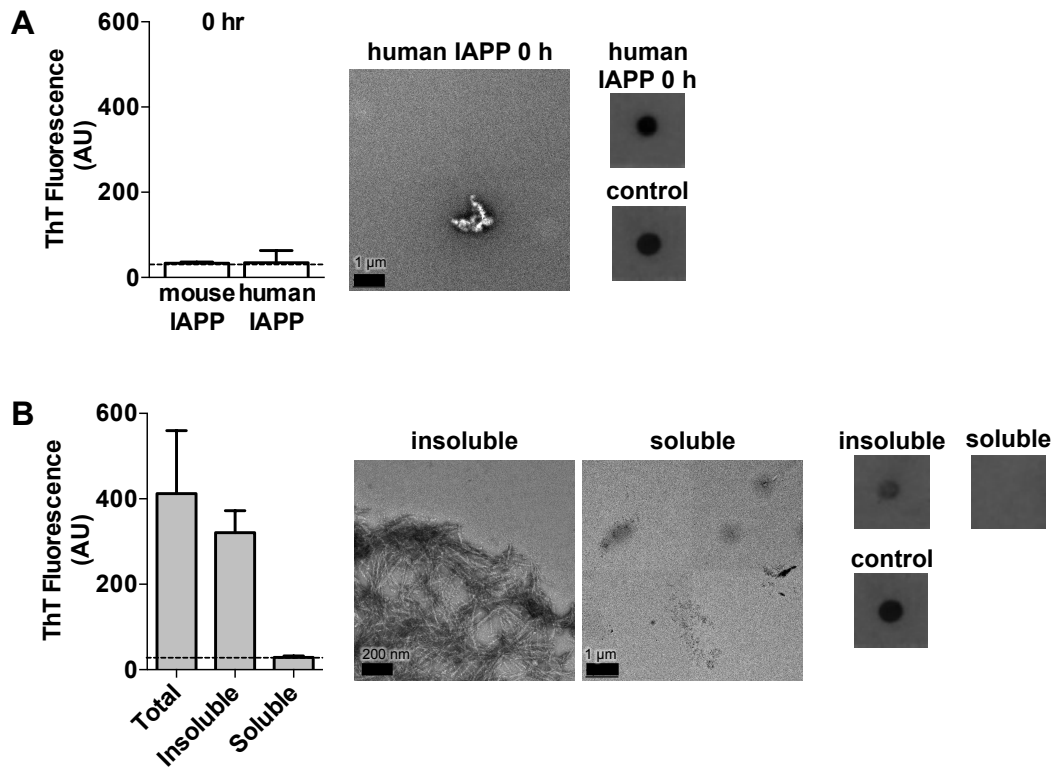 A
ThT Fluorescence
(AU)
600
400
200
0
0 hr
mouse human
IAPP IAPP
human IAPP 0 h
1 µm
human
IAPP 0 h
control
B
ThT Fluorescence
(AU)
600
400
200
0
Total
Insoluble
Soluble
insoluble
200 nm
soluble
1 µm
insoluble
soluble
control